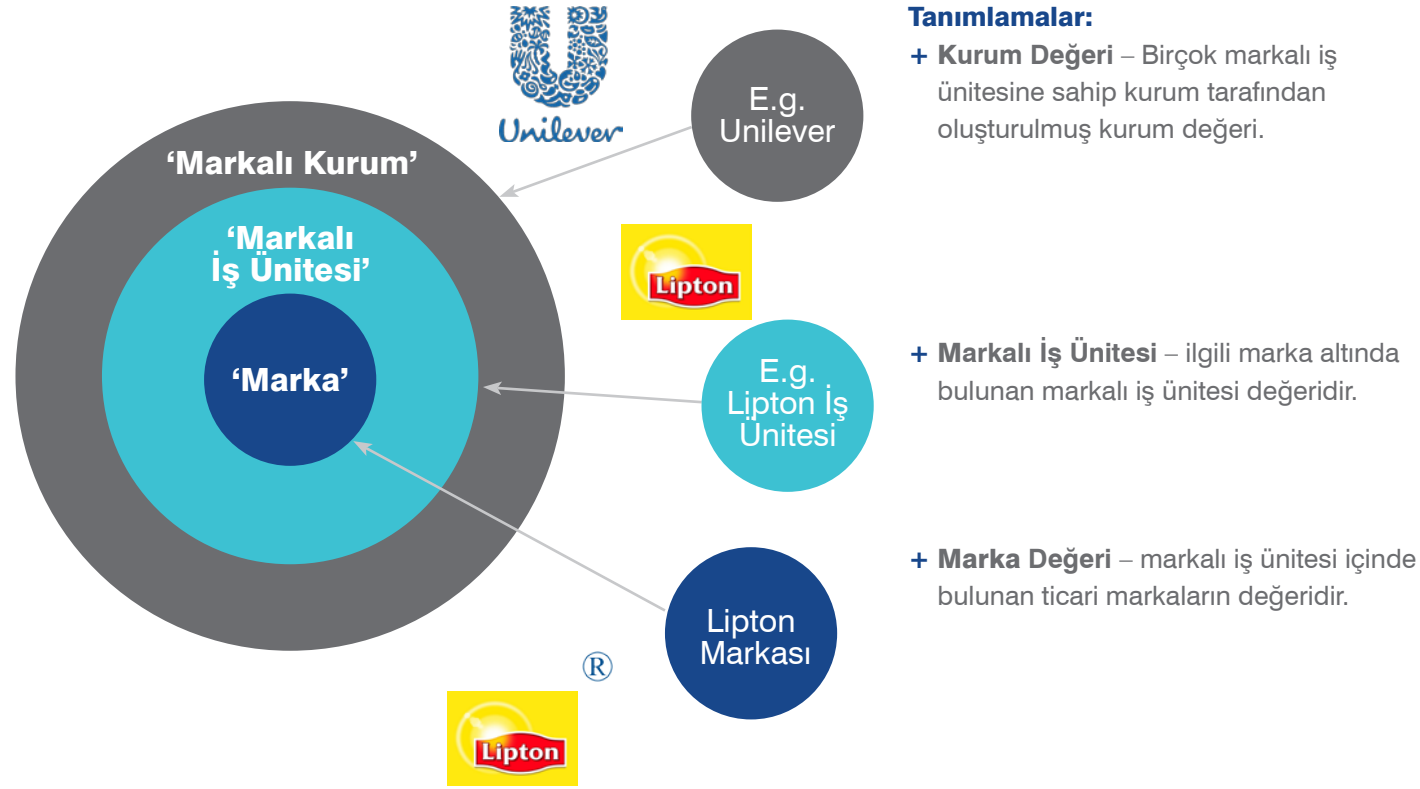 Unilever
‘Markalı Kurum’
‘Markalı
İş Ünitesi’
‘Marka’
E.g.
Unilever
Lipton
E.g.
Lipton İş
Ünitesi
Lipton
Markası
®
Lipton
Tanımlamalar:
+ Kurum Değeri – Birçok markalı iş
ünitesine sahip kurum tarafından
oluşturulmuş kurum değeri.
+ Markalı İş Ünitesi – ilgili marka altında
bulunan markalı iş ünitesi değeridir.
+ Marka Değeri – markalı iş ünitesi içinde
bulunan ticari markaların değeridir.